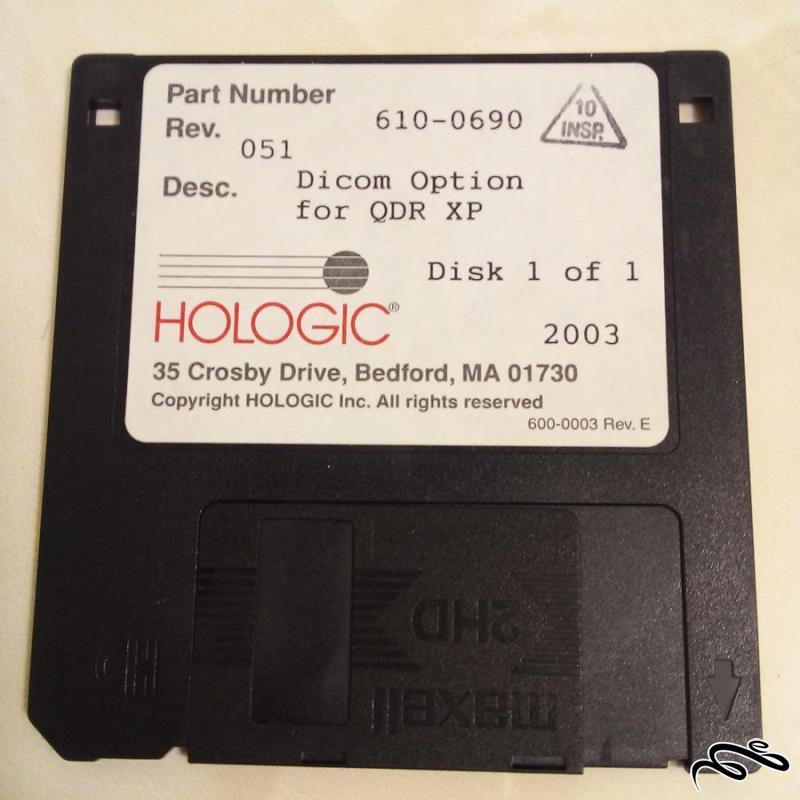 Part Number
610-0690
10
INSP.
Rev.
051
Desc.
Dicom Option
for QDR XP
Disk 1 of 1
HOLOGIC®
2003
35 Crosby Drive, Bedford, MA 01730
Copyright HOLOGIC Inc. All rights reserved
600-0003 Rev. E
2HD
maxell
HD